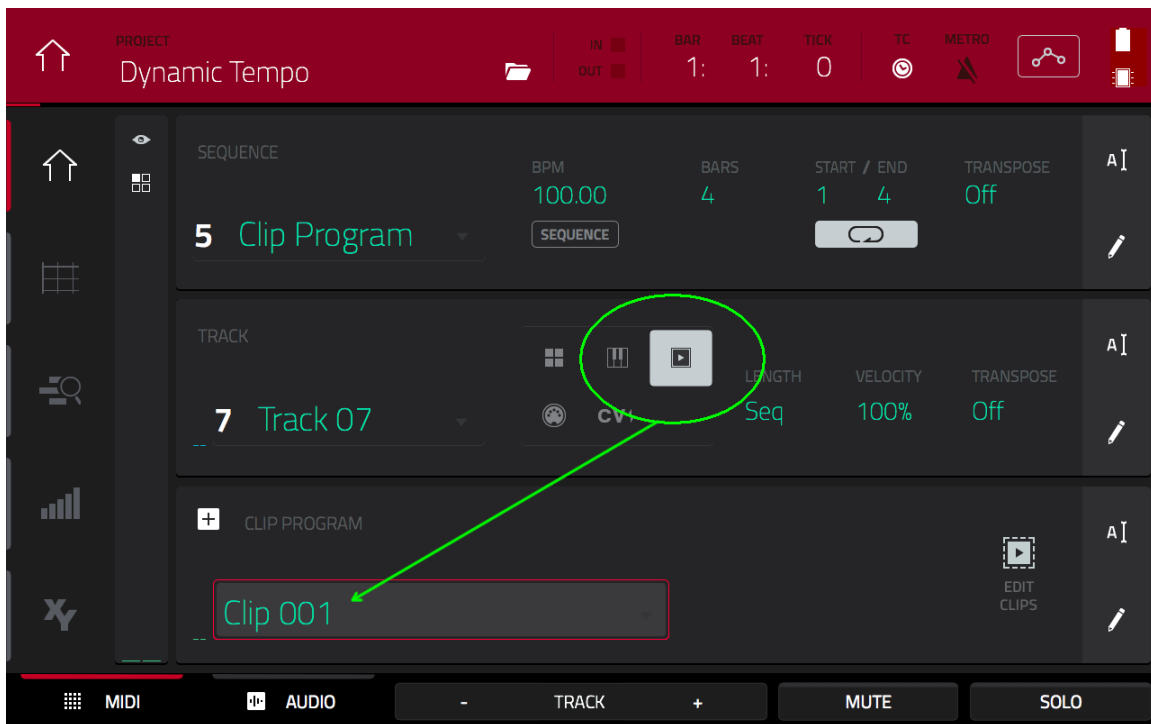 PROJECT
Dynamic Tempo
IN
OUT
BAR BEAT TICK TC METRO
1: 1: 0
SEQUENCE
BPM BARS START / END TRANSPOSE
100.00 4 1 4 Off
5 Clip Program
SEQUENCE
TRACK
LENGTH VELOCITY TRANSPOSE
7 Track 07
CV
Seq 100% Off
CLIP PROGRAM
Clip 001
EDIT
CLIPS
XY
MIDI AUDIO - TRACK + MUTE SOLO